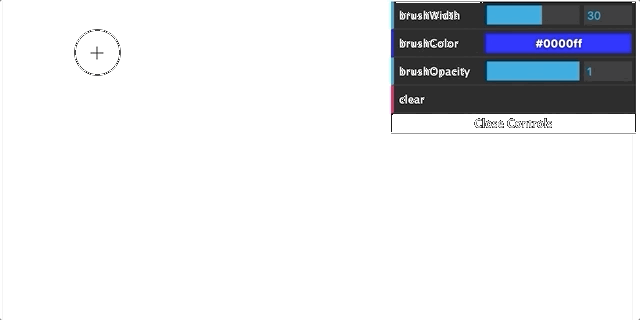 brushWidth 30
brushColor #0000ff
brushOpacity 1
clear
Close Controls